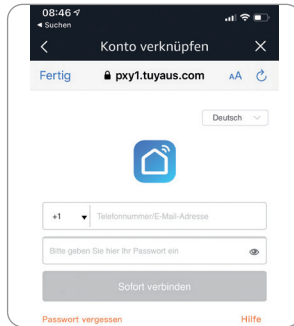 08:46
◂ Suchen
Konto verknüpfen
Fertig
pxy1.tuyaus.com
AA
Deutsch
+1
Telefonnummer/E-Mail-Adresse
Bitte geben Sie hier Ihr Passwort ein
Sofort verbinden
Passwort vergessen
Hilfe